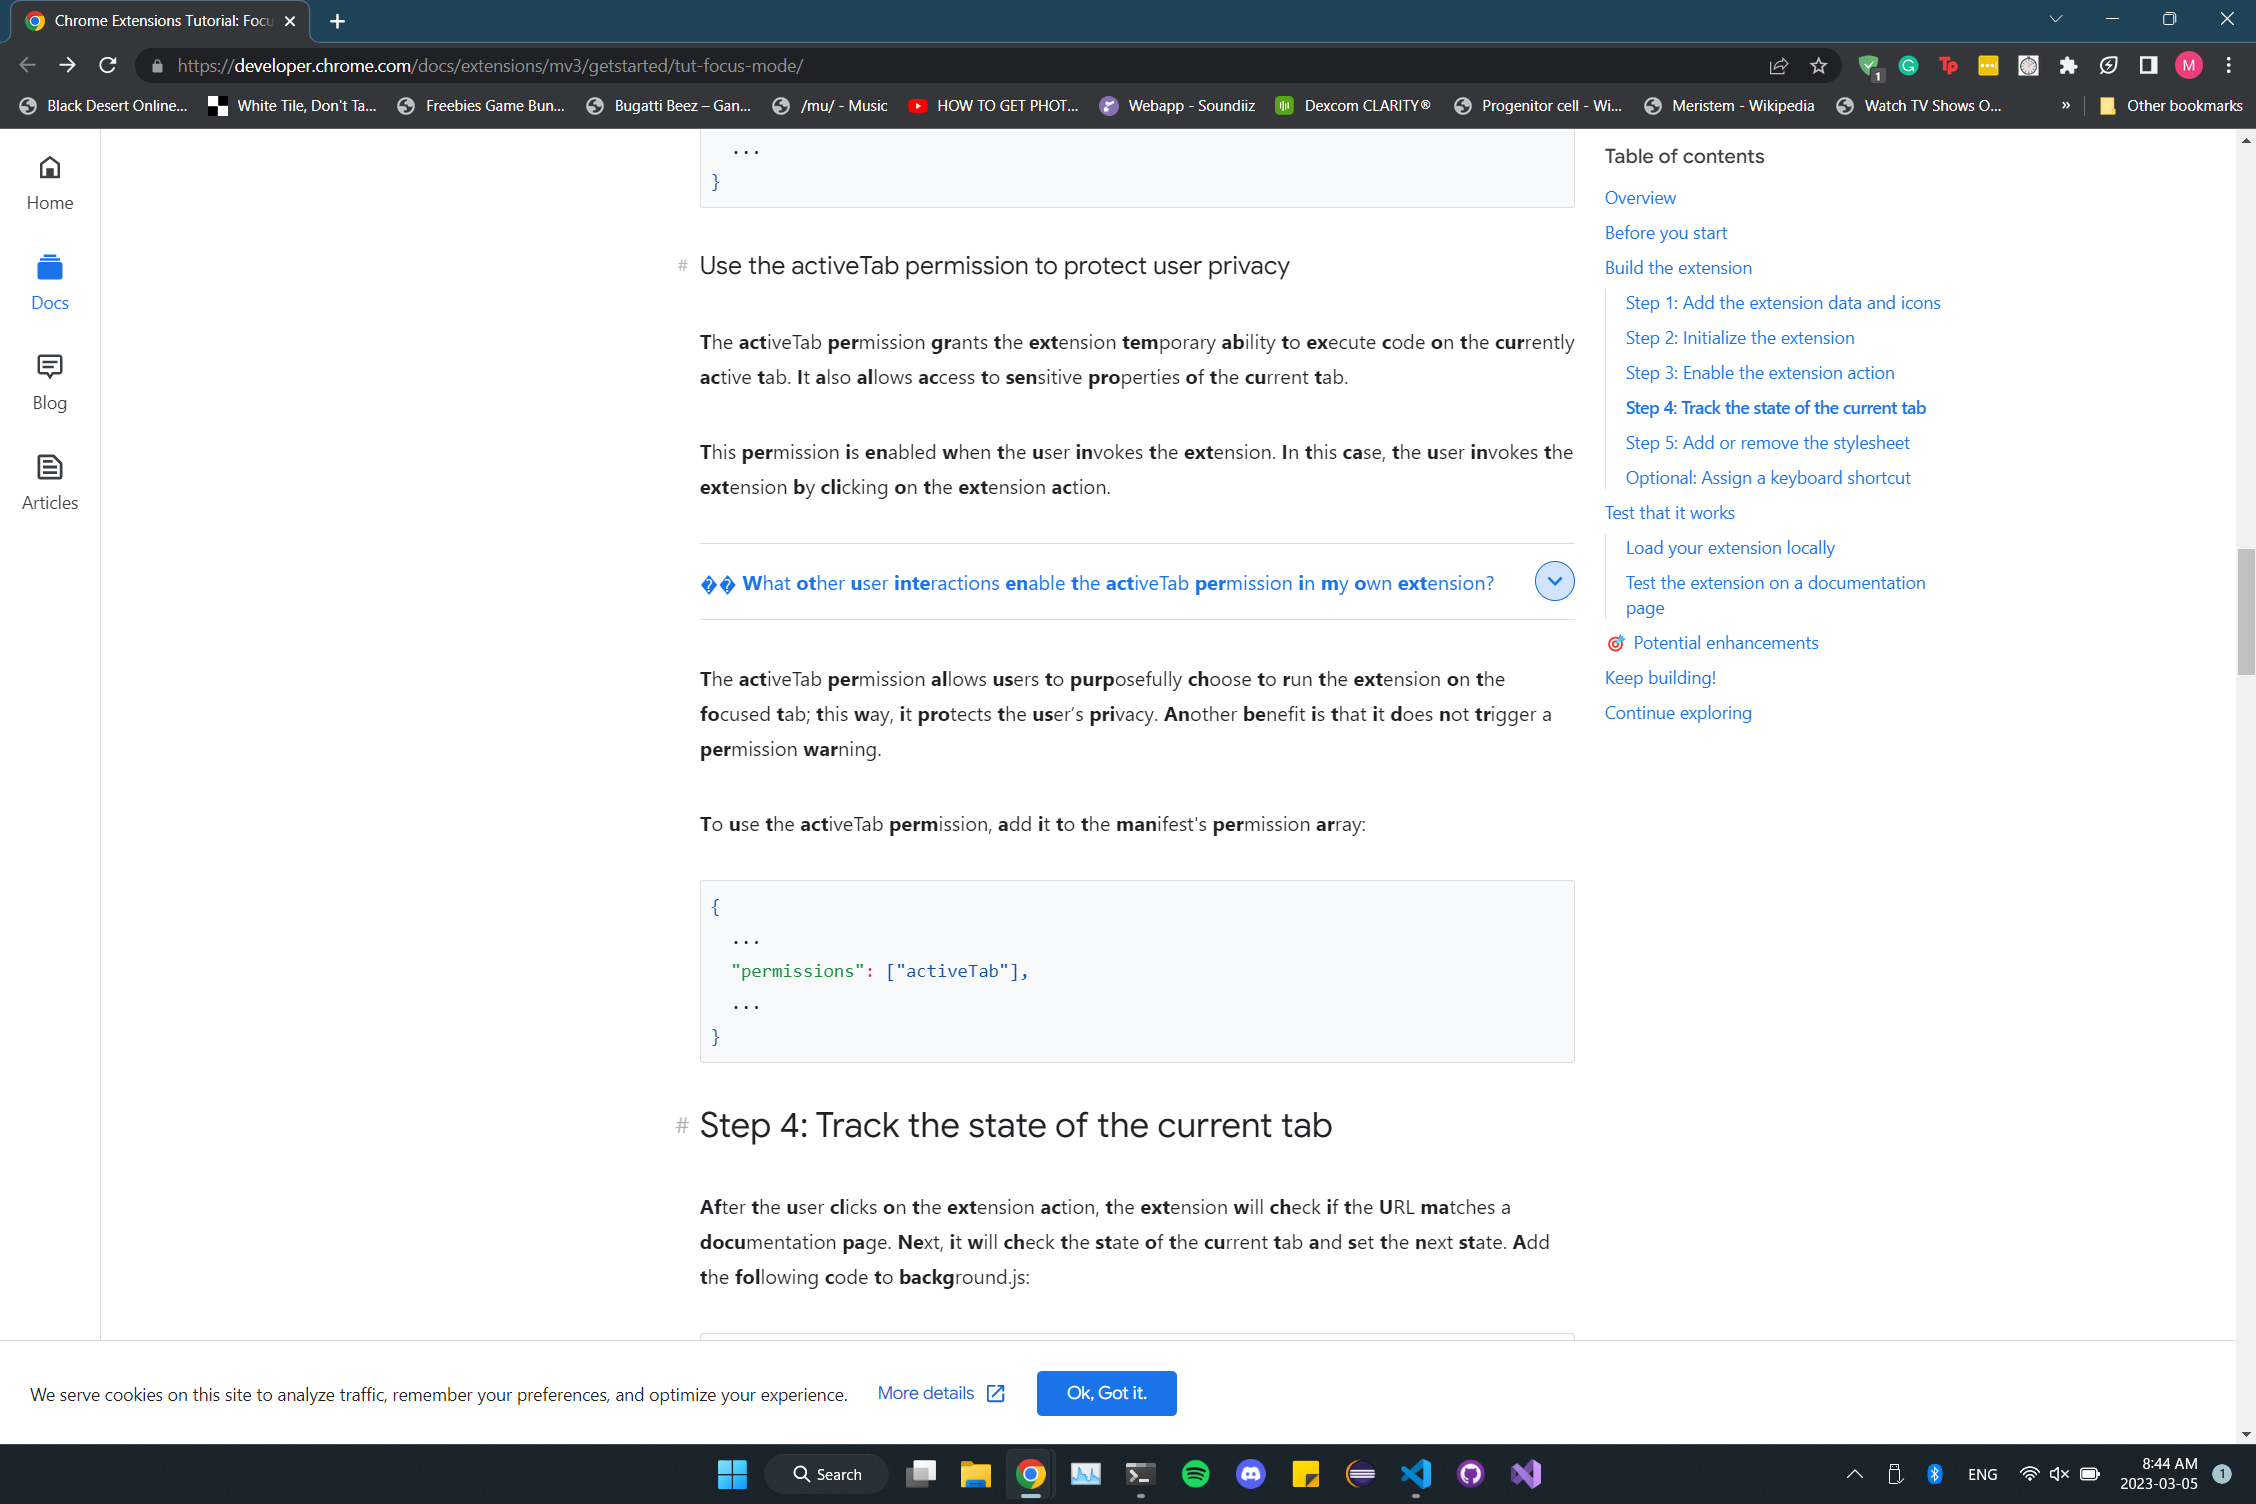 Chrome Extensions Tutorial: Focu
https://developer.chrome.com/docs/extensions/mv3/getstarted/tut-focus-mode/
1
M
Black Desert Online...
White Tile, Don't Ta...
Freebies Game Bun...
Bugatti Beez – Gan...
/mu/ - Music
HOW TO GET PHOT...
Webapp - Soundiiz
Dexcom CLARITY®
Progenitor cell - Wi...
Meristem - Wikipedia
Watch TV Shows O...
»
Other bookmarks
Home
Docs
Blog
Articles
...
}
# Use the activeTab permission to protect user privacy
The activeTab permission grants the extension temporary ability to execute code on the currently
active tab. It also allows access to sensitive properties of the current tab.
This permission is enabled when the user invokes the extension. In this case, the user invokes the
extension by clicking on the extension action.
�� What other user interactions enable the activeTab permission in my own extension?
The activeTab permission allows users to purposefully choose to run the extension on the
focused tab; this way, it protects the user’s privacy. Another benefit is that it does not trigger a
permission warning.
To use the activeTab permission, add it to the manifest's permission array:
{
...
"permissions": ["activeTab"],
...
}
# Step 4: Track the state of the current tab
After the user clicks on the extension action, the extension will check if the URL matches a
documentation page. Next, it will check the state of the current tab and set the next state. Add
the following code to background.js:
Table of contents
Overview
Before you start
Build the extension
Step 1: Add the extension data and icons
Step 2: Initialize the extension
Step 3: Enable the extension action
Step 4: Track the state of the current tab
Step 5: Add or remove the stylesheet
Optional: Assign a keyboard shortcut
Test that it works
Load your extension locally
Test the extension on a documentation
page
🎯 Potential enhancements
Keep building!
Continue exploring
We serve cookies on this site to analyze traffic, remember your preferences, and optimize your experience.
More details
Ok, Got it.
Search
ENG
8:44 AM
2023-03-05
1